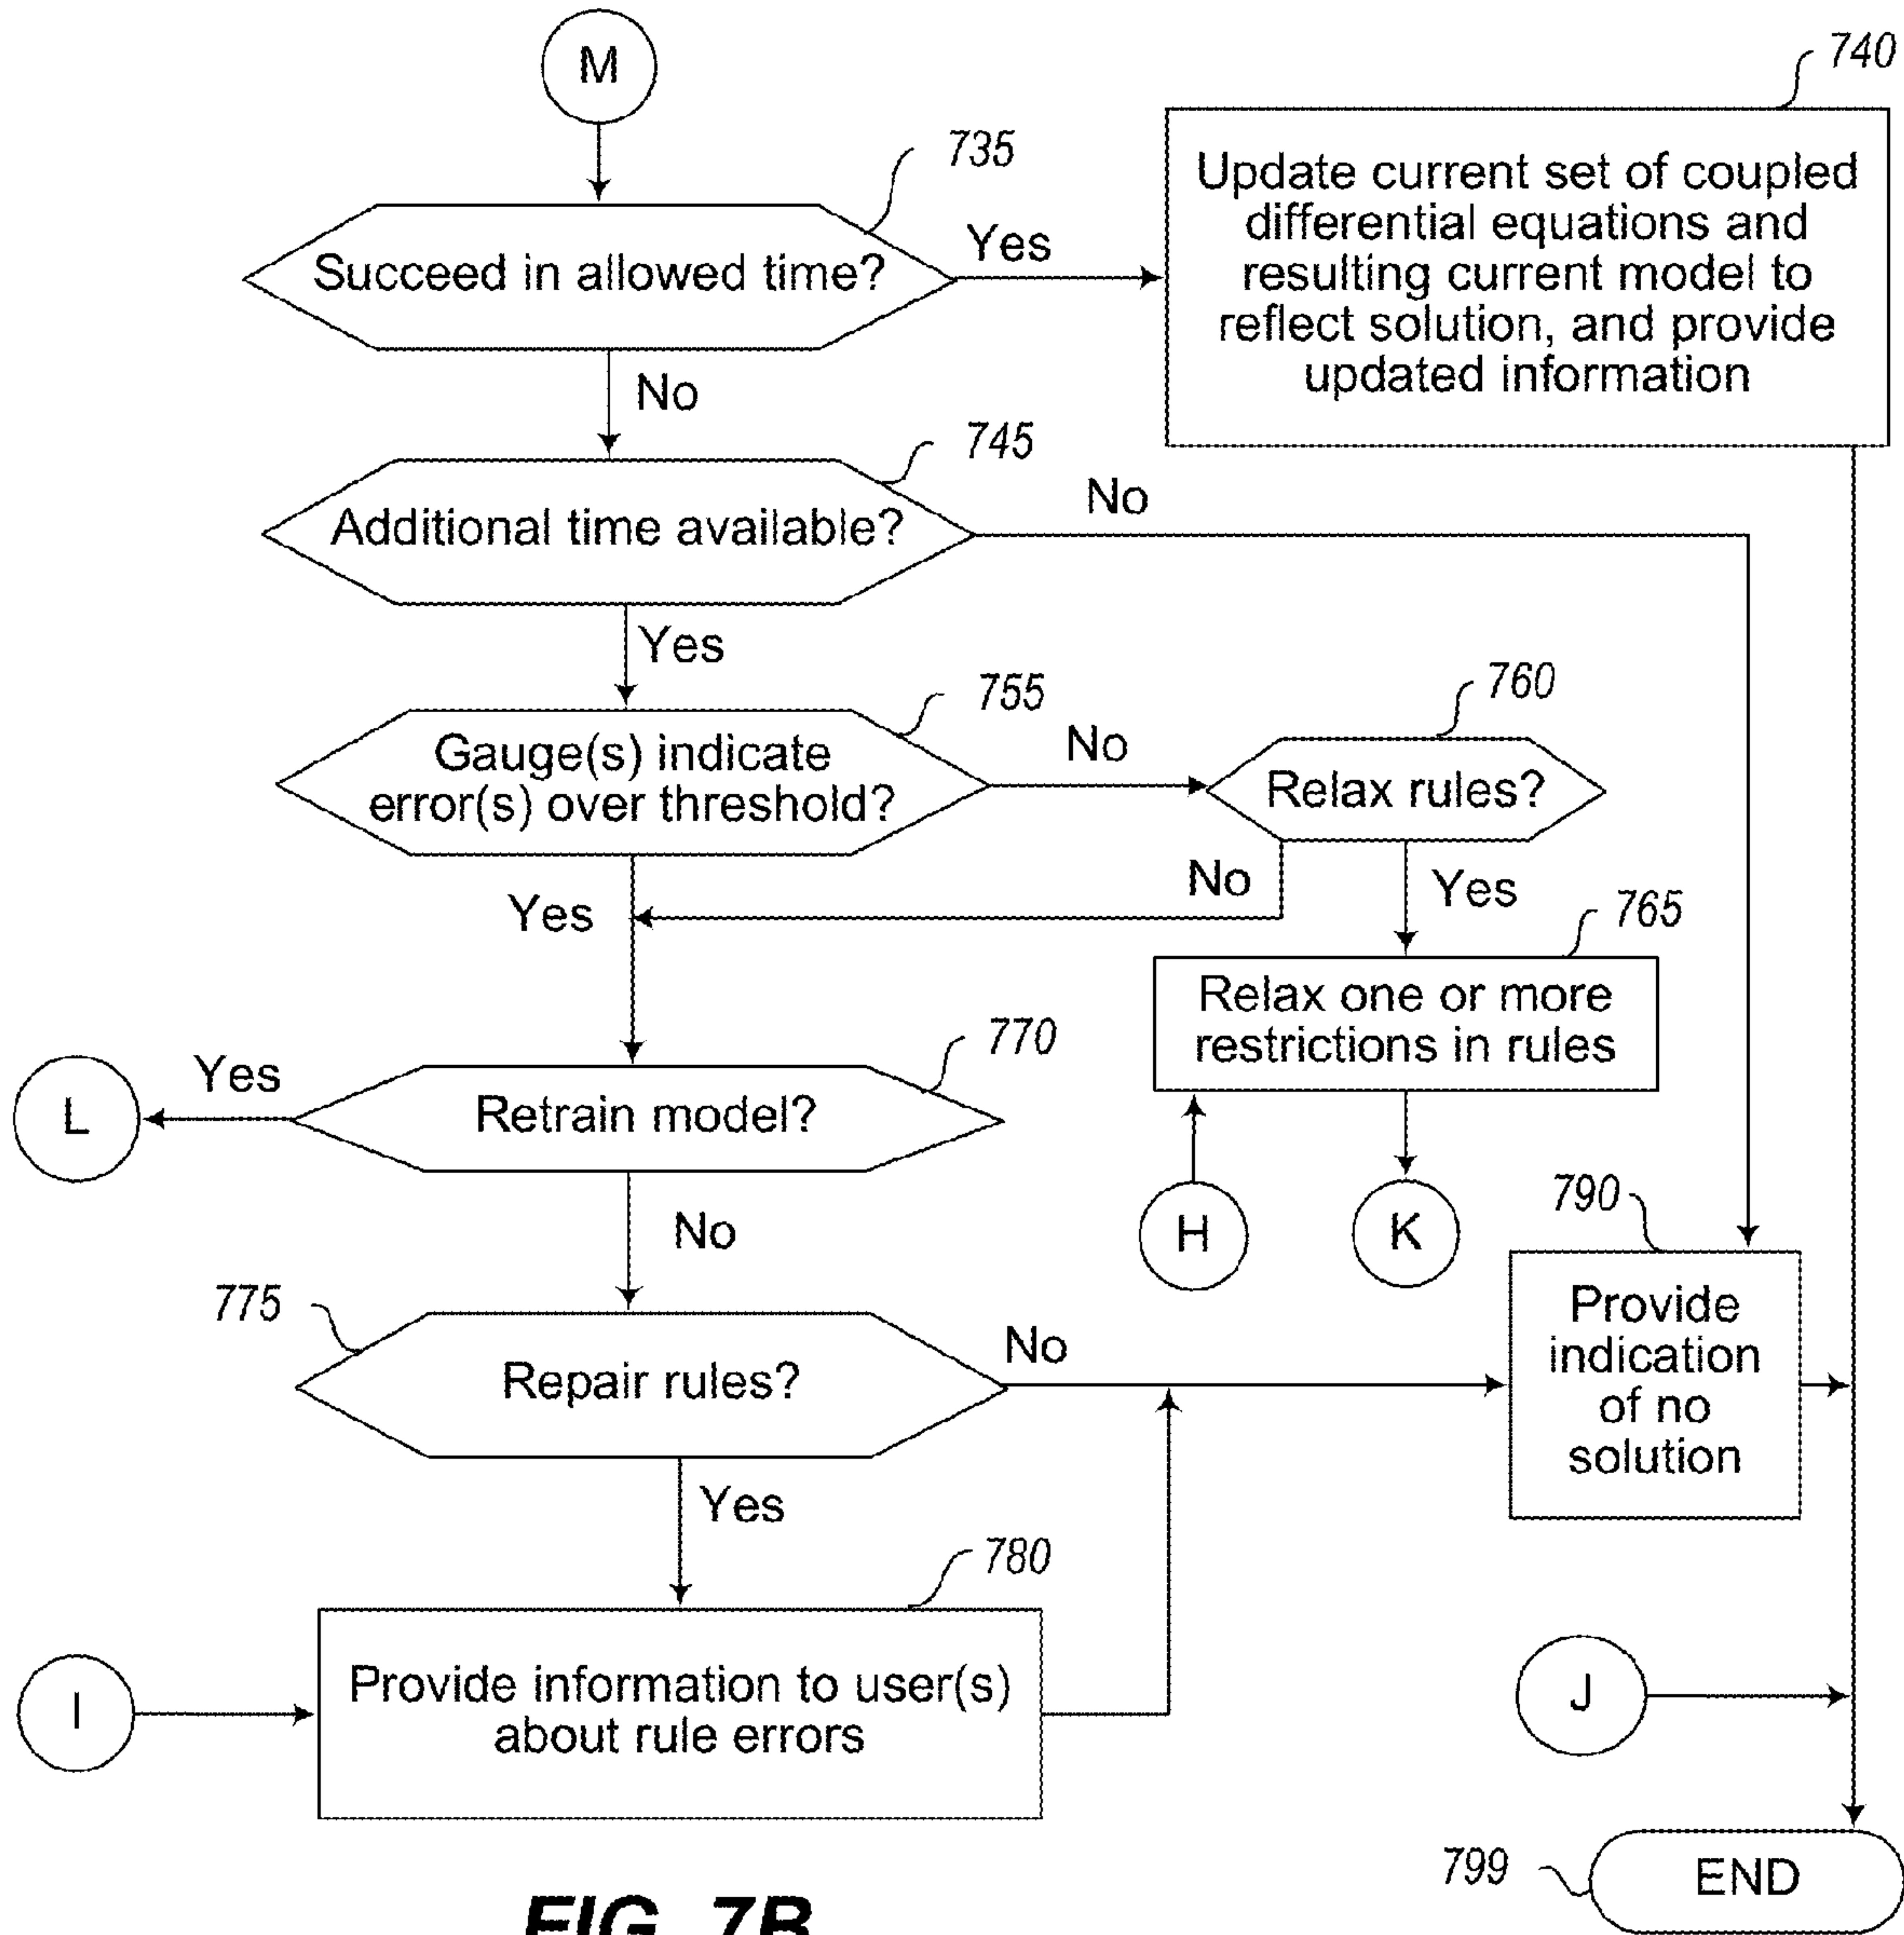 M
740
735
Update current set of coupled
differential equations and
resulting current model to
reflect solution, and provide
updated information
Succeed in allowed time?
Yes
No
745
Additional time available?
No
Yes
755
760
Gauge(s) indicate
error(s) over threshold?
No
Relax rules?
Yes
No
Yes
765
Relax one or more
restrictions in rules
770
Yes
L
Retrain model?
H
K
790
No
775
Repair rules?
No
Provide
indication
of no
solution
Yes
780
I
Provide information to user(s)
about rule errors
J
799
END
FIG. 7B